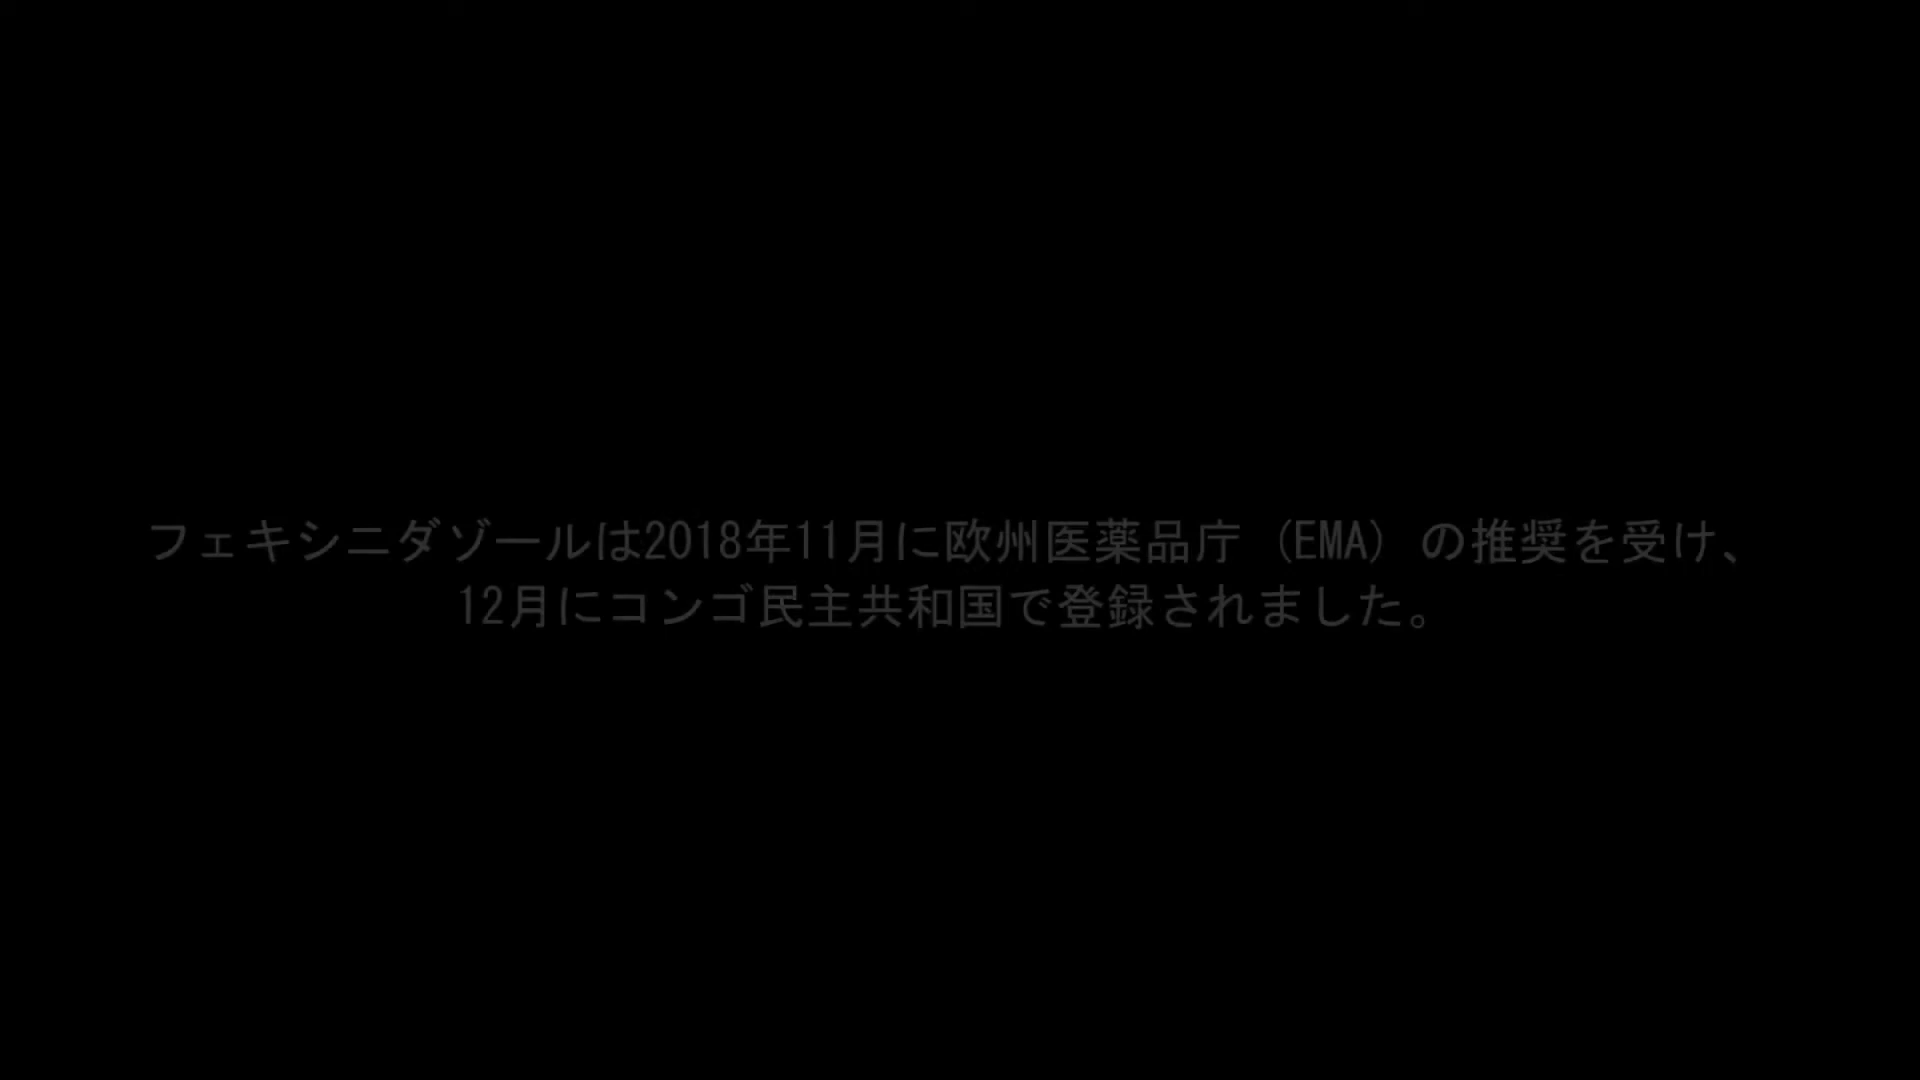 フェキシニダゾールは2018年11月に欧州医薬品庁（EMA）の推奨を受け、
12月にコンゴ民主共和国で登録されました。